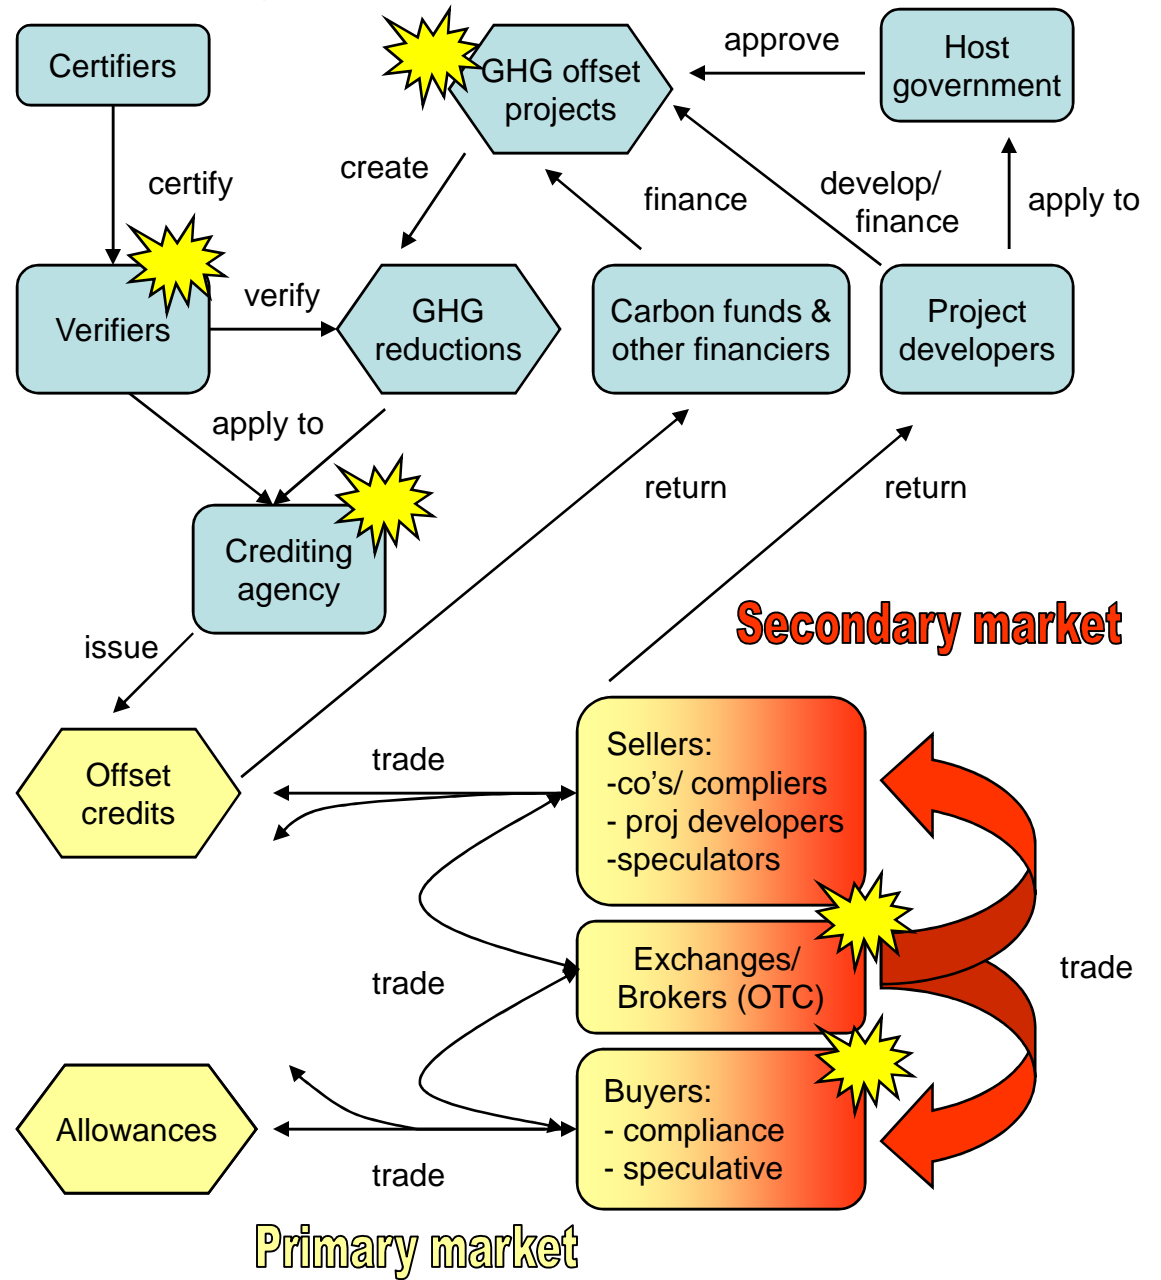 Certifiers
GHG offset
projects
approve
Host
government
certify
create
finance
develop/
finance
apply to
Verifiers
verify
GHG
reductions
Carbon funds &
other financiers
Project
developers
apply to
return
return
Crediting
agency
issue
Secondary market
Offset
credits
trade
Sellers:
-co's/ compliers
- proj developers
-speculators
trade
Exchanges/
Brokers (OTC)
trade
Allowances
trade
Buyers:
- compliance
- speculative
Primary market